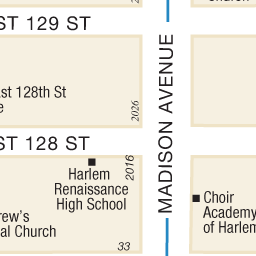 ST 129 ST
ast 128th St
2026
MADISON AVENUE
ST 128 ST
2016
Harlem
Renaissance
High School
Choir
Academy
of Harlem
rew's
al Church
33